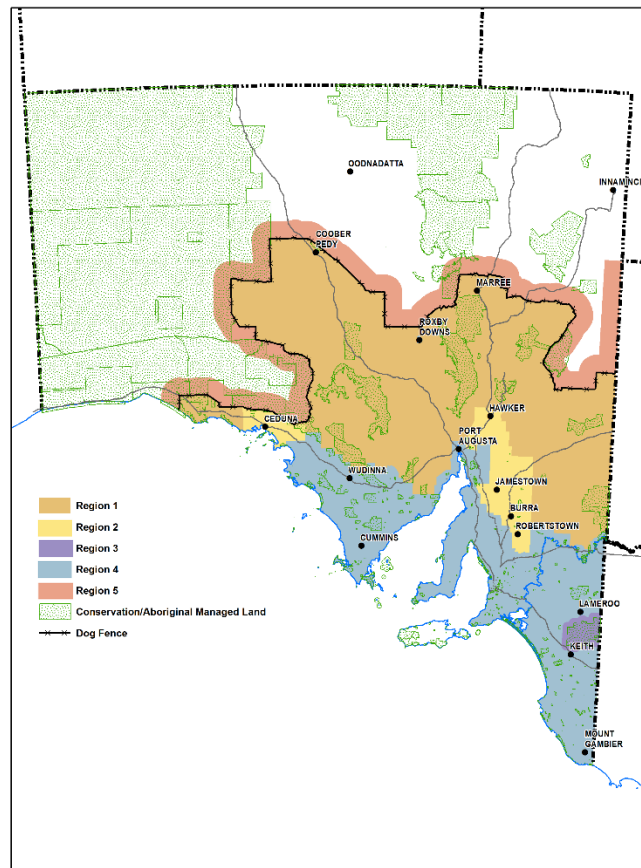 OODNADATTA
INNAMINCK
COOBER
PEDY
MARREE
ROXBY
DOWNS
HAWKER
CEDUNA
PORT
AUGUSTA
WUDINNA
JAMESTOWN
BURRA
ROBERTSTOWN
CUMMINS
LAMEROO
KEITH
MOUNT
GAMBIER
Region 1
Region 2
Region 3
Region 4
Region 5
Conservation/Aboriginal Managed Land
Dog Fence